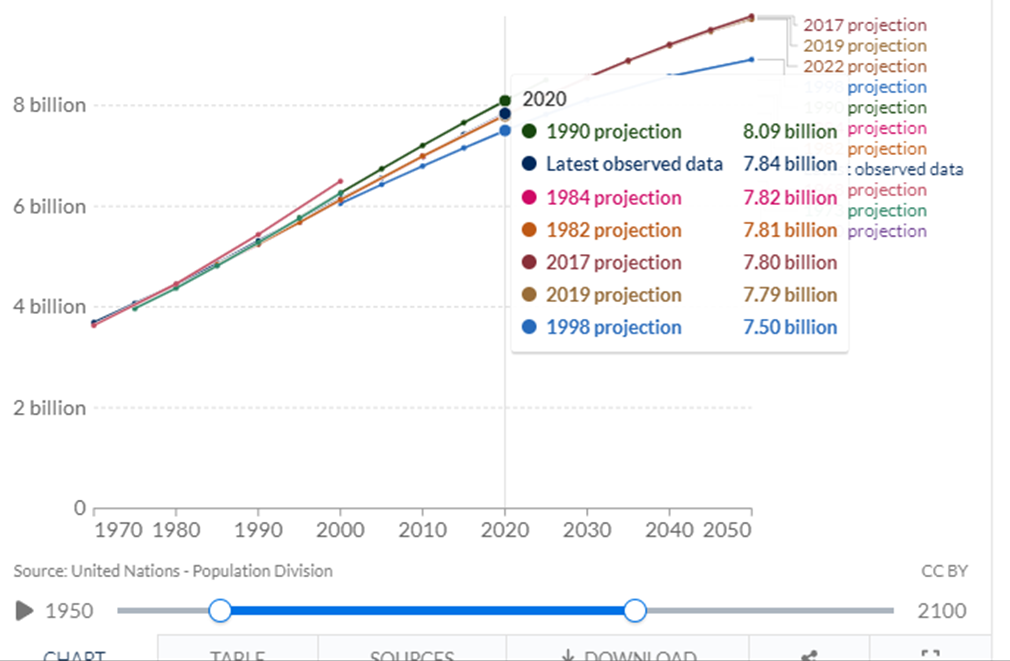 2017 projection
2019 projection
2022 projection
projection
8 billion
2020
projection
1990 projection 8.09 billion
projection
Latest observed data 7.84 billion
projection
: observed data
1984 projection 7.82 billion
projection
6 billion
projection
1982 projection 7.81 billion
projection
2017 projection 7.80 billion
2019 projection 7.79 billion
4 billion
1998 projection 7.50 billion
2 billion
0
1970 1980 1990 2000 2010 2020 2030 2040 2050
Source: United Nations - Population Division CC BY
1950 2100
CHART TABLE SOURCES DOWNLOAD